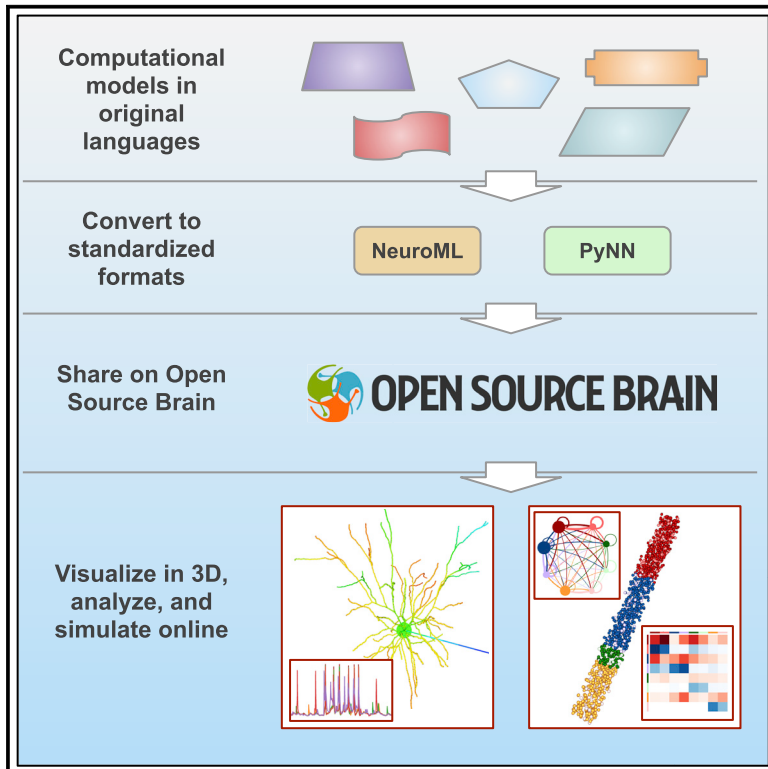 Computational
models in
original
languages
Convert to
standardized
formats
NeuroML
PyNN
Share on Open
Source Brain
OPEN SOURCE BRAIN
Visualize in 3D,
analyze, and
simulate online